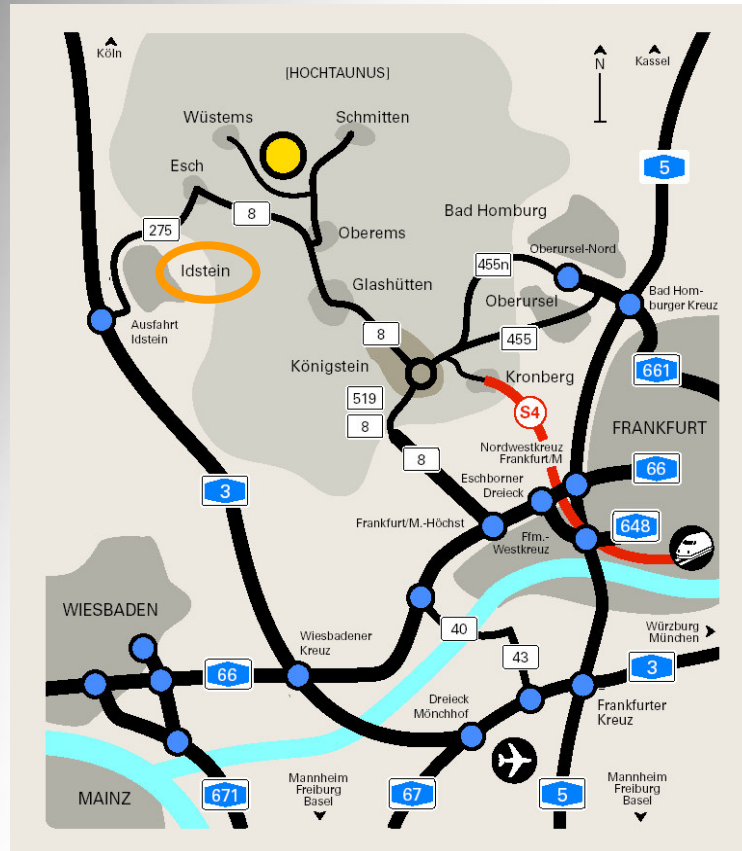 Köln
[HOCHTAUNUS]
N
Kassel
Wüstems
Schmitten
5
Esch
8
275
Bad Homburg
Oberems
Oberursel-Nord
Idstein
455n
Glashütten
Oberursel
Bad Hom-
burger Kreuz
Ausfahrt
Idstein
8
455
Königstein
Kronberg
661
519
S4
8
FRANKFURT
Nordwestkreuz
Frankfurt/M
8
66
Eschborner
Dreieck
3
Frankfurt/M.-Höchst
648
Ffm.-
Westkreuz
WIESBADEN
Würzburg
München
40
Wiesbadener
Kreuz
43
3
66
Dreieck
Mönchhof
Frankfurter
Kreuz
MAINZ
671
Mannheim
Freiburg
Basel
67
5
Mannheim
Freiburg
Basel